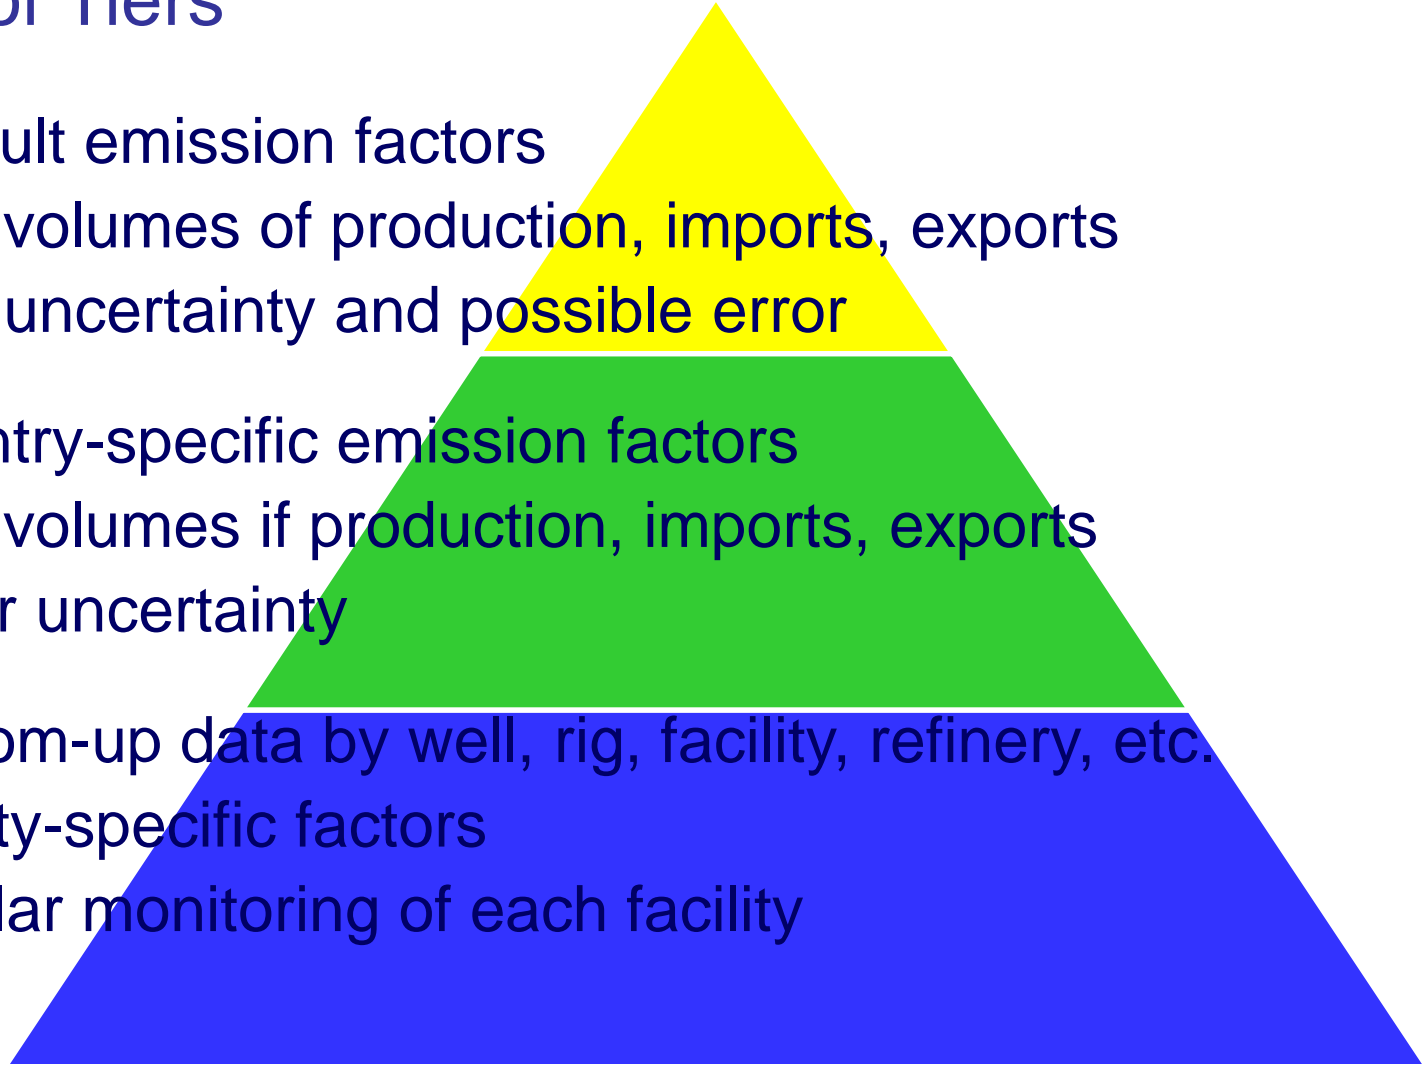 or Tiers
ult emission factors
volumes of production, imports, exports
uncertainty and possible error
ntry-specific emission factors
volumes if production, imports, exports
r uncertainty
om-up data by well, rig, facility, refinery, etc.
ty-specific factors
lar monitoring of each facility